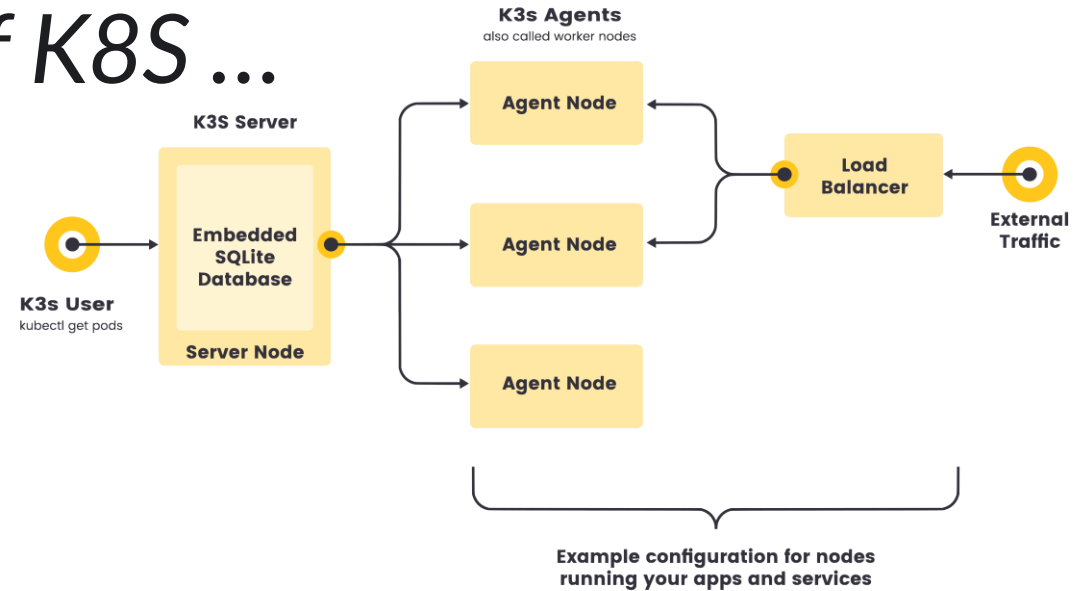 K8S ...
K3s Agents
also called worker nodes
Agent Node
K3S Server
Load
Balancer
External
Traffic
Embedded
SQLite
Database
Agent Node
K3s User
kubectl get pods
Server Node
Agent Node
Example configuration for nodes
running your apps and services